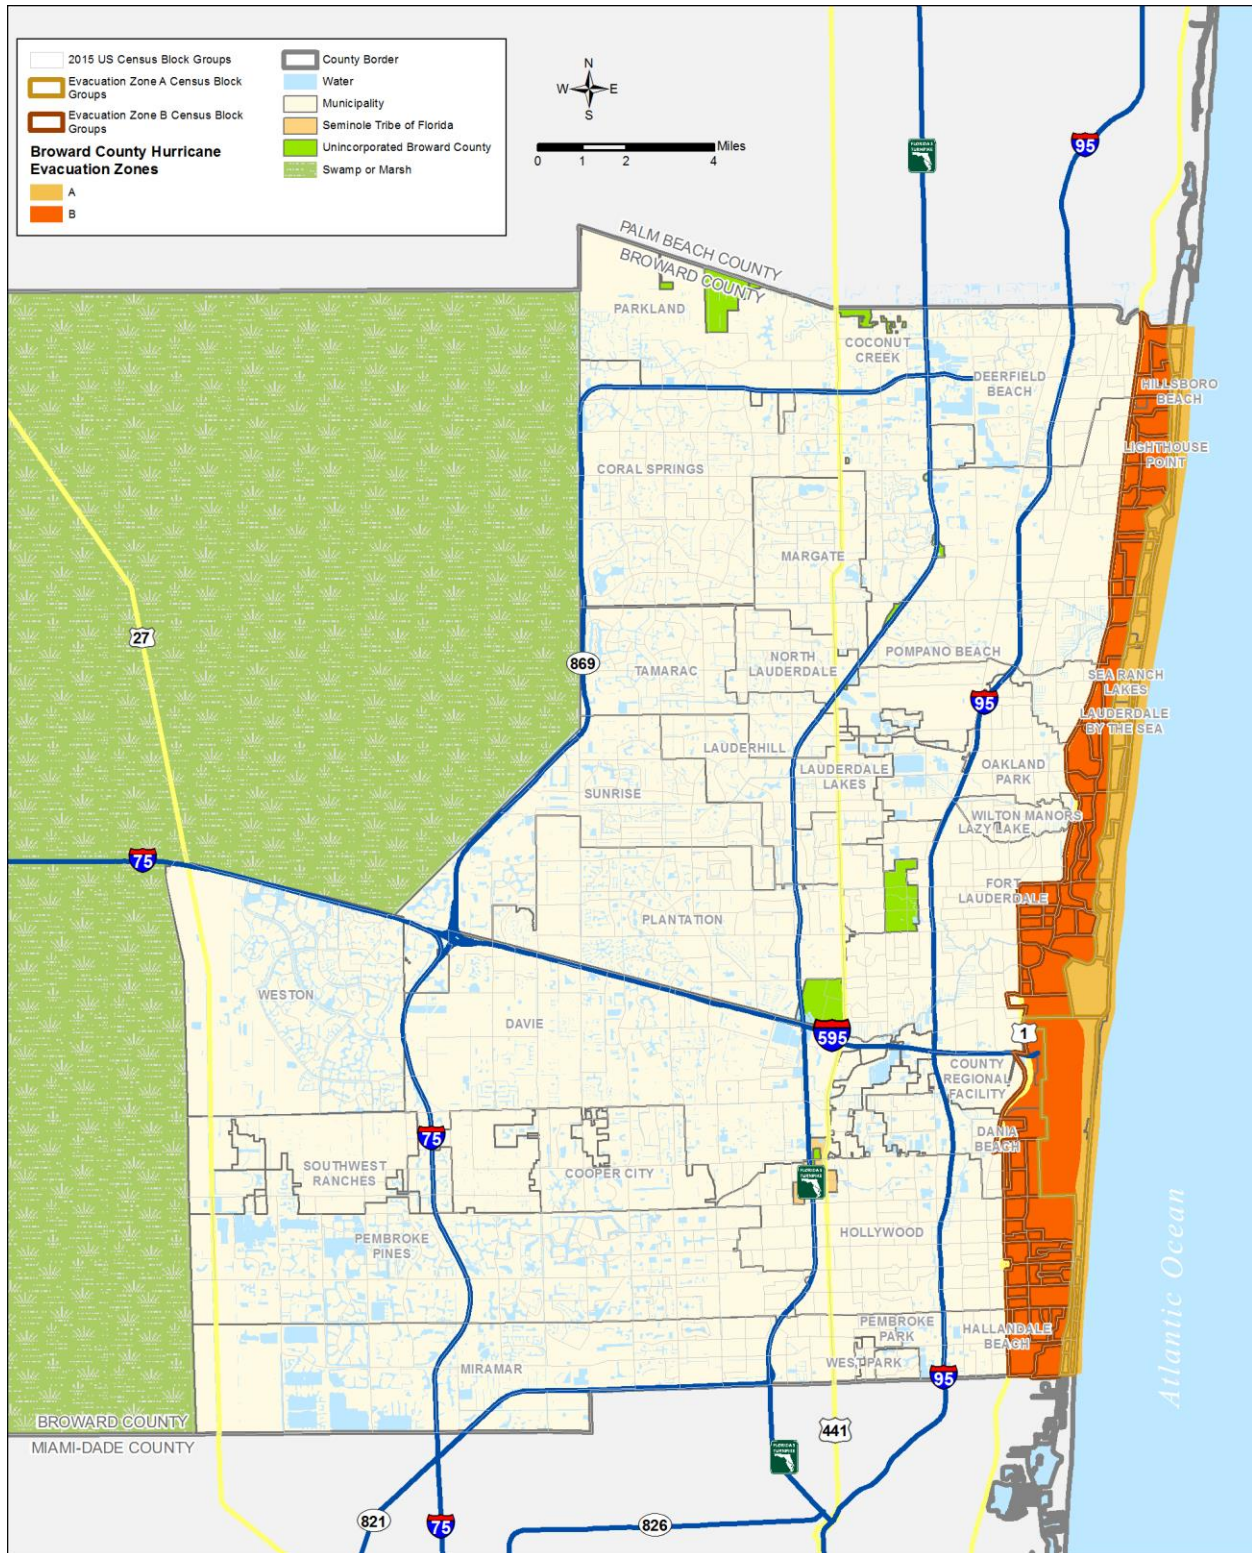 2015 US Census Block Groups
Evacuation Zone A Census Block
Groups
Evacuation Zone B Census Block
Groups
Broward County Hurricane
Evacuation Zones
A
B
County Border
Water
Municipality
Seminole Tribe of Florida
Unincorporated Broward County
Swamp or Marsh
N
W E
S
Miles
0 1 2 4
FLORIDA'S
TURNPIKE
95
PALM BEACH COUNTY
BROWARD COUNTY
PARKLAND
COCONUT
CREEK
DEERFIELD
BEACH
HILLSBORO
BEACH
LIGHTHOUSE
POINT
CORAL SPRINGS
MARGATE
27
869
TAMARAC
NORTH
LAUDERDALE
POMPANO BEACH
SEA RANCH
LAKES
95
LAUDERDALE
BY THE SEA
LAUDERHILL
LAUDERDALE
LAKES
OAKLAND
PARK
SUNRISE
WILTON MANORS
LAZY LAKE
75
FORT
LAUDERDALE
PLANTATION
WESTON
DAVIE
595
1
COUNTY
REGIONAL
FACILITY
75
DANIA
BEACH
SOUTHWEST
RANCHES
COOPER CITY
FLORIDA'S
TURNPIKE
PEMBROKE
PINES
HOLLYWOOD
Atlantic Ocean
PEMBROKE
PARK
HALLANDALE
BEACH
MIRAMAR
WEST PARK
95
BROWARD COUNTY
MIAMI-DADE COUNTY
441
FLORIDA'S
TURNPIKE
821
75
826